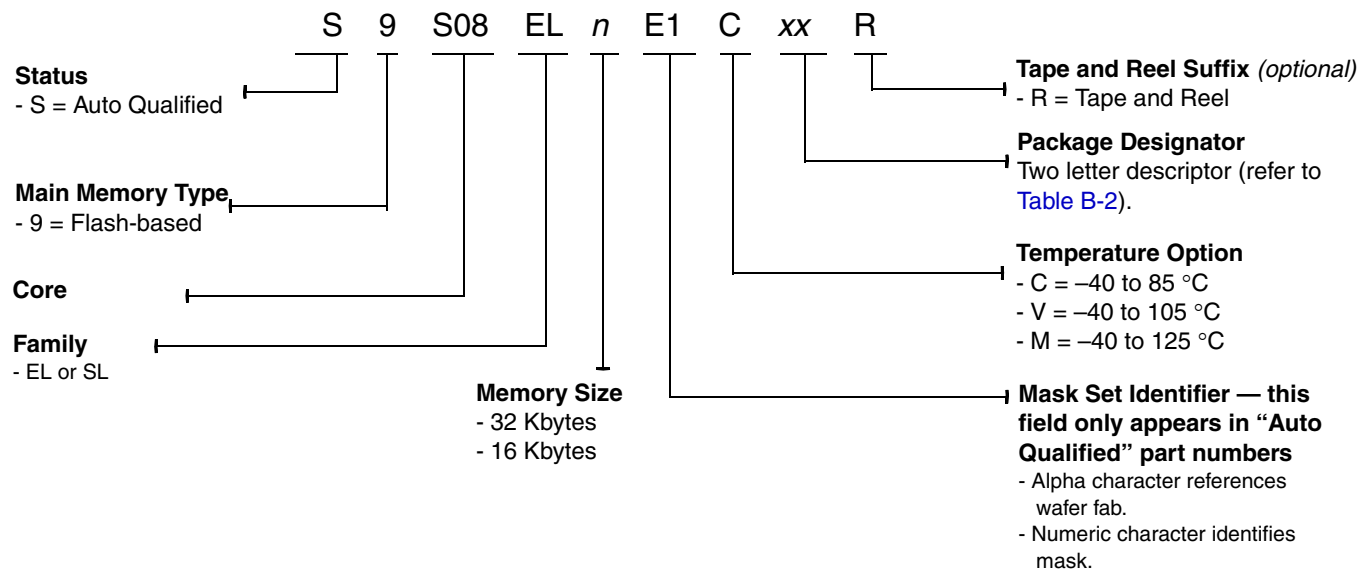 S 9 S08 EL n E1 C xx R
Status
- S = Auto Qualified
Main Memory Type
- 9 = Flash-based
Core
Family
- EL or SL
Memory Size
- 32 Kbytes
- 16 Kbytes
Tape and Reel Suffix (optional)
- R = Tape and Reel
Package Designator
Two letter descriptor (refer to
Table B-2).
Temperature Option
- C = –40 to 85 °C
- V = –40 to 105 °C
- M = –40 to 125 °C
Mask Set Identifier — this
field only appears in “Auto
Qualified” part numbers
- Alpha character references
wafer fab.
- Numeric character identifies
mask.